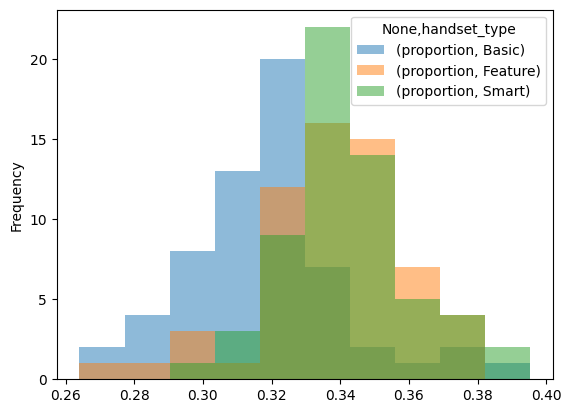 None,handset_type
(proportion, Basic)
(proportion, Feature)
(proportion, Smart)
Frequency
20
15
10
5
0
0.26 0.28 0.30 0.32 0.34 0.36 0.38 0.40